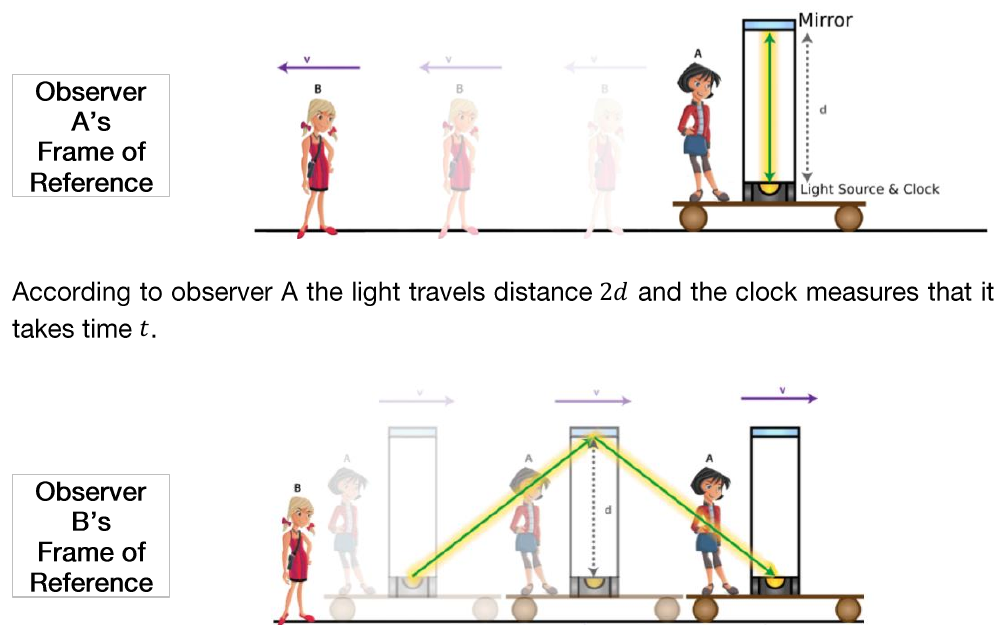 Mirror
A
v
v
v
B
B
B
Observer
A's
Frame of
Reference
d
Light Source & Clock
According to observer A the light travels distance 2d and the clock measures that it
takes time t.
v
v
v
A
A
A
B
Observer
B's
Frame of
Reference
d